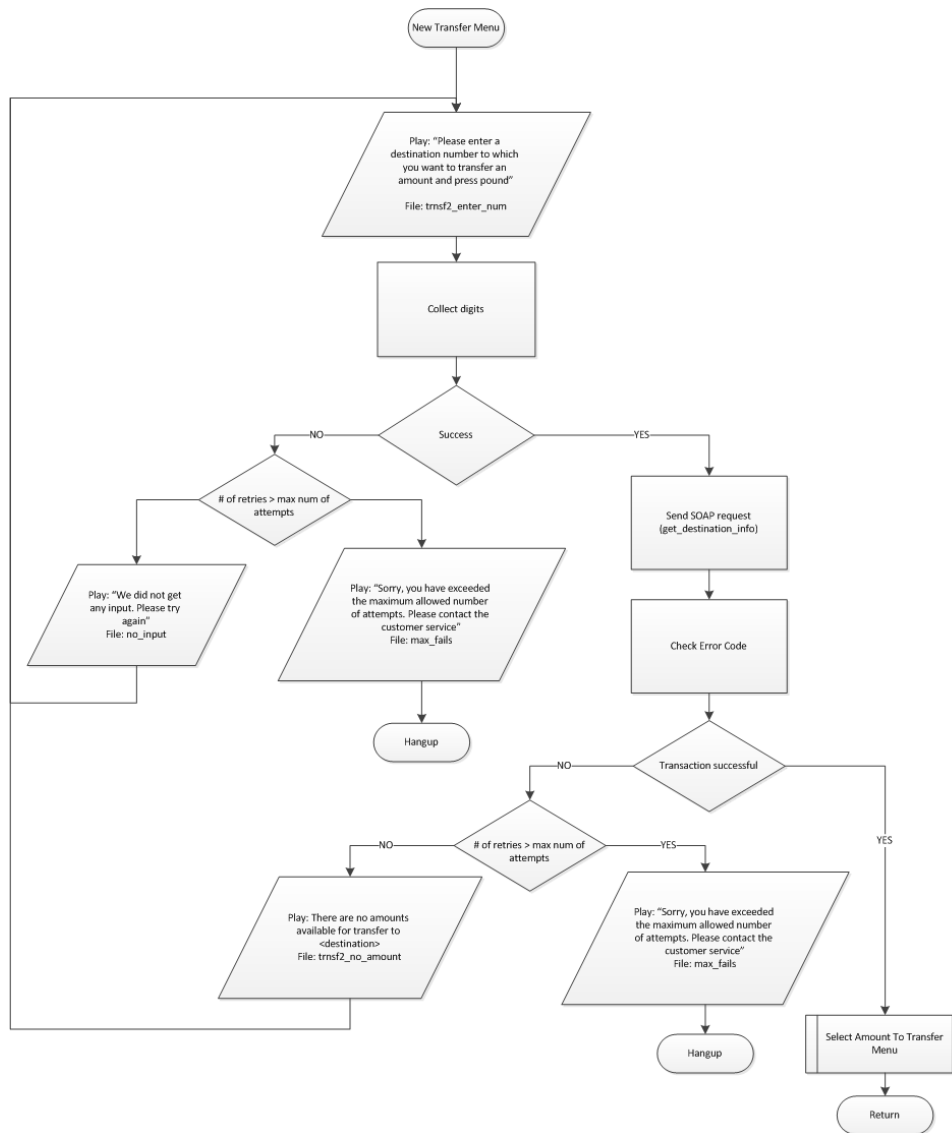 New Transfer Menu
Play: “Please enter a
destination number to which
you want to transfer an
amount and press pound”
File: trnsf2_enter_num
Collect digits
Success
NO
YES
# of retries > max num of
attempts
Send SOAP request
(get_destination_info)
Play: “We did not get
any input. Please try
again”
File: no_input
Play: “Sorry, you have exceeded
the maximum allowed number
of attempts. Please contact the
customer service”
File: max_fails
Check Error Code
Hangup
Transaction successful
NO
YES
# of retries > max num of
attempts
NO
YES
Play: There are no amounts
available for transfer to
<destination>
File: trnsf2_no_amount
Play: “Sorry, you have exceeded
the maximum allowed number
of attempts. Please contact the
customer service”
File: max_fails
Hangup
Select Amount To Transfer
Menu
Return